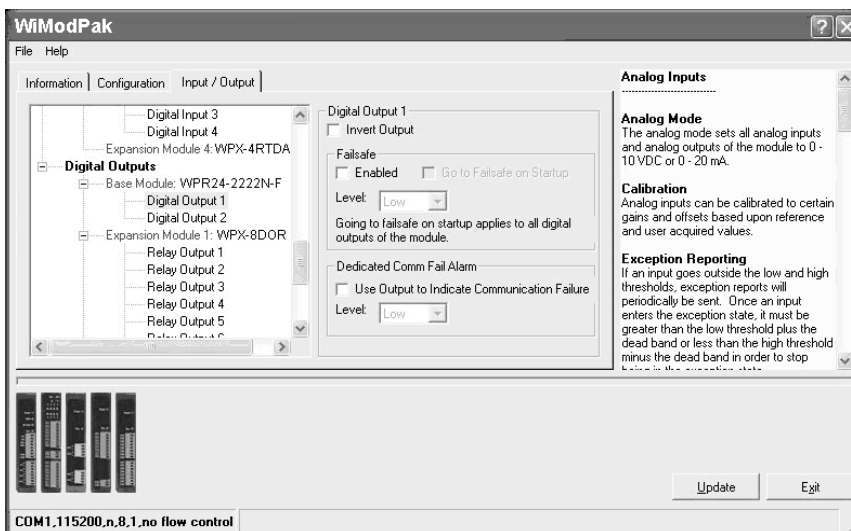 WiModPak
File Help
Information Configuration Input / Output
Digital Input 3
Digital Input 4
Expansion Module 4: WPX-4RTDA
Digital Outputs
Base Module: WPR24-2222N-F
Digital Output 1
Digital Output 2
Expansion Module 1: WPX-8DOR
Relay Output 1
Relay Output 2
Relay Output 3
Relay Output 4
Relay Output 5
Relay Output 6
Digital Output 1
Invert Output
Failsafe
Enabled Go to Failsafe on Startup
Level: Low
Going to failsafe on startup applies to all digital
outputs of the module.
Dedicated Comm Fail Alarm
Use Output to Indicate Communication Failure
Level: Low
Analog Inputs
----------------------------
Analog Mode
The analog mode sets all analog inputs
and analog outputs of the module to 0 -
10 VDC or 0 - 20 mA.
Calibration
Analog inputs can be calibrated to certain
gains and offsets based upon reference
and user acquired values.
Exception Reporting
If an input goes outside the low and high
thresholds, exception reports will
periodically be sent. Once an input
enters the exception state, it must be
greater than the low threshold plus the
dead band or less than the high threshold
minus the dead band in order to stop
being in the exception state.
Update Exit
COM1,115200,n,8,1,no flow control